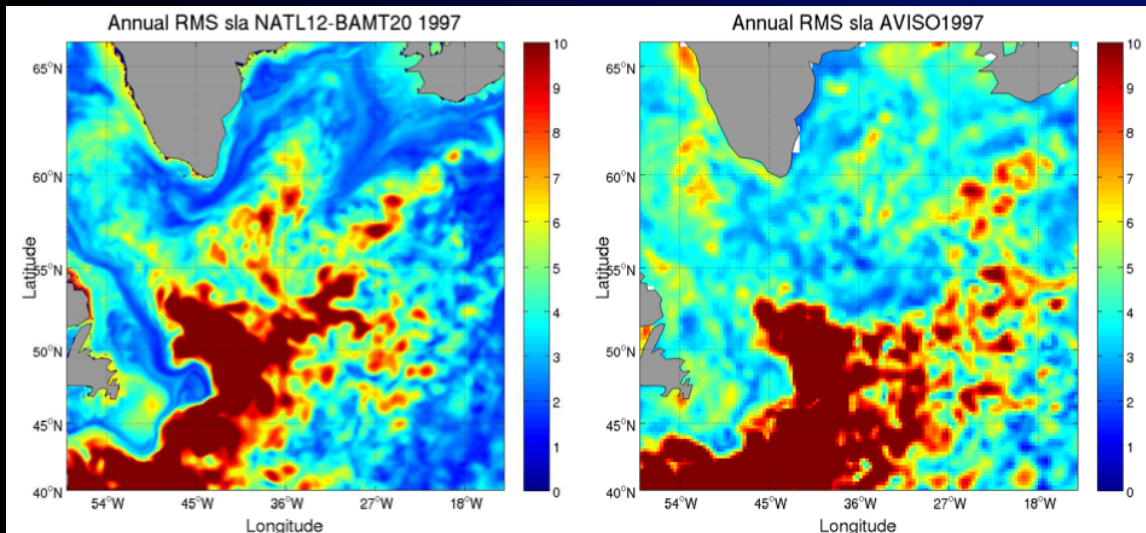 Annual RMS sla NATL12-BAMT20 1997
65°N
60°N
55°N
50°N
45°N
40°N
Latitude
54°W
45°W
36°W
27°W
18°W
Longitude
10
9
8
7
6
5
4
3
2
1
0
Annual RMS sla AVISO1997
65°N
60°N
55°N
50°N
45°N
40°N
Latitude
54°W
45°W
36°W
27°W
18°W
Longitude
10
9
8
7
6
5
4
3
2
1
0